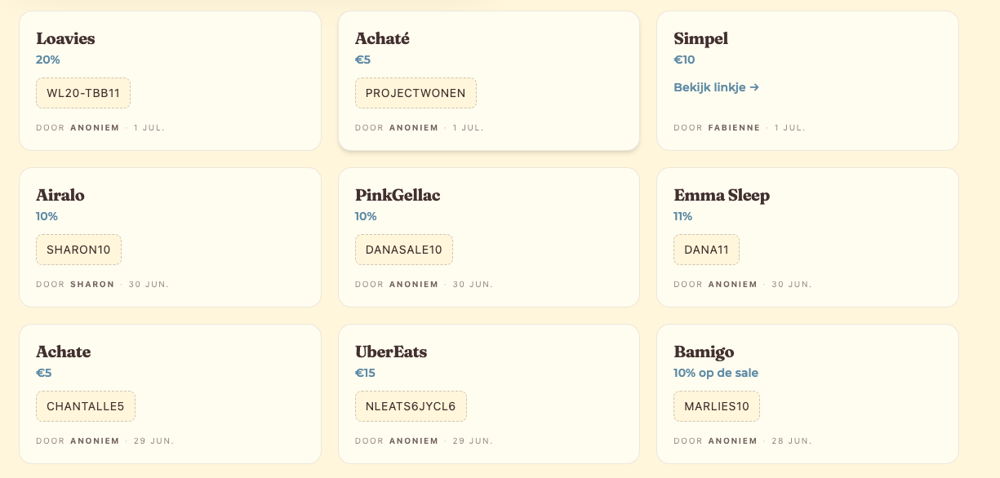 Loavies
20%
WL20-TBB11
DOOR ANONIEM · 1 JUL.
Achaté
€5
PROJECTWONEN
DOOR ANONIEM · 1 JUL.
Simpel
€10
Bekijk linkje →
DOOR FABIENNE · 1 JUL.
Airalo
10%
SHARON10
DOOR SHARON · 30 JUN.
PinkGellac
10%
DANASALE10
DOOR ANONIEM · 30 JUN.
Emma Sleep
11%
DANA11
DOOR ANONIEM · 30 JUN.
Achate
€5
CHANTALLE5
DOOR ANONIEM · 29 JUN.
UberEats
€15
NLEATS6JYCL6
DOOR ANONIEM · 29 JUN.
Bamigo
10% op de sale
MARLIES10
DOOR ANONIEM · 28 JUN.